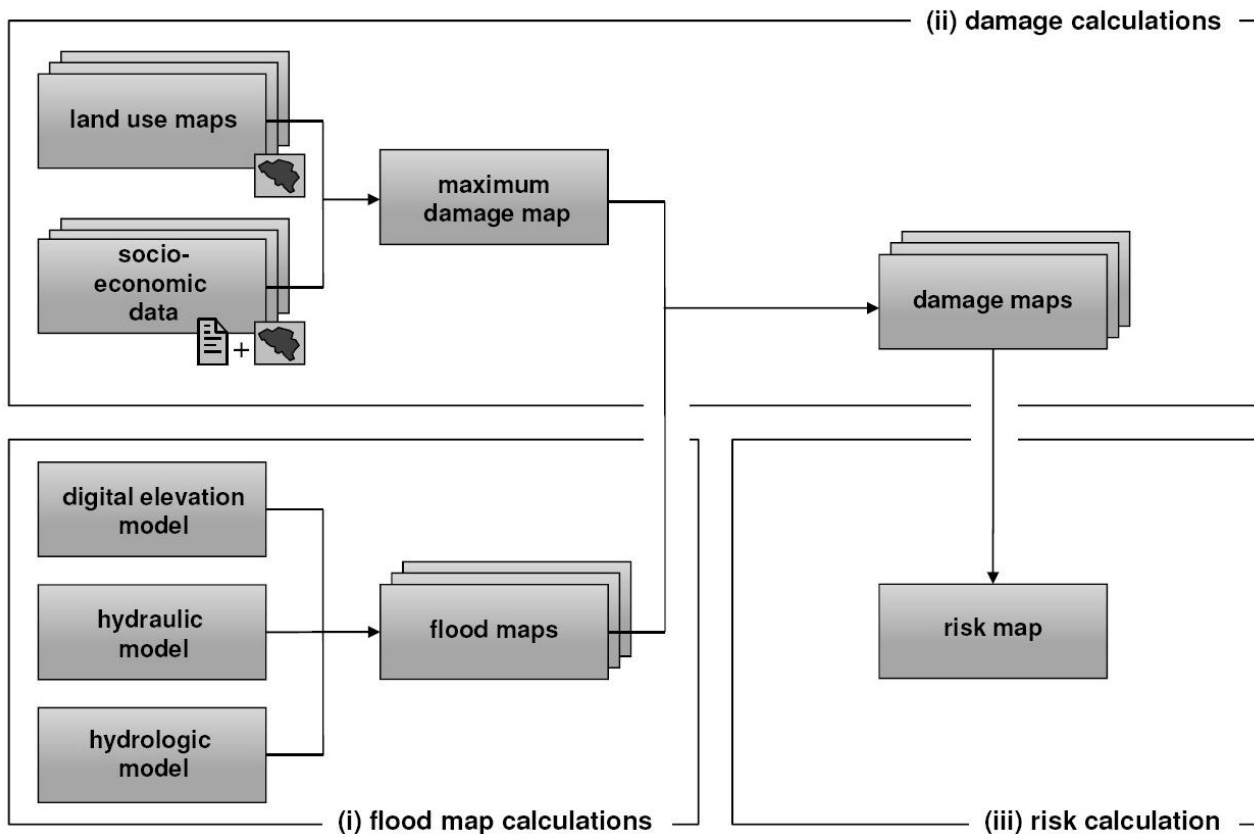 (ii) damage calculations
land use maps
maximum
damage map
socio-
economic
data
+
damage maps
digital elevation
model
hydraulic
model
flood maps
risk map
hydrologic
model
(i) flood map calculations
(iii) risk calculation